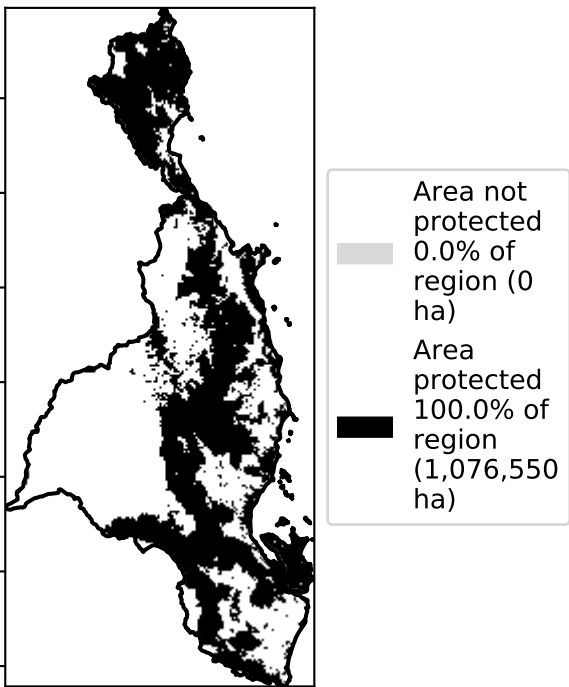 Area not
protected
0.0% of
region (0
ha)
Area
protected
100.0% of
region
(1,076,550
ha)